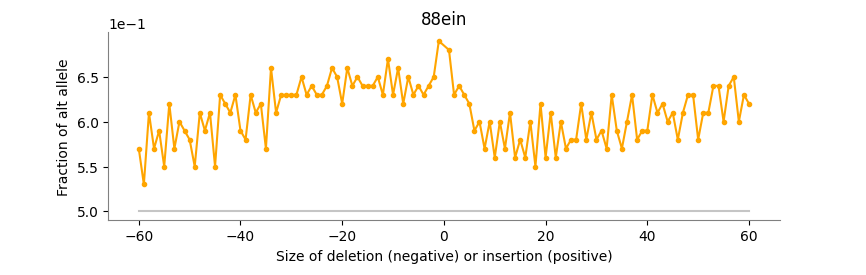 88ein
1e−1
Fraction of alt allele
6.5
6.0
5.5
5.0
−60 −40 −20 0 20 40 60
Size of deletion (negative) or insertion (positive)